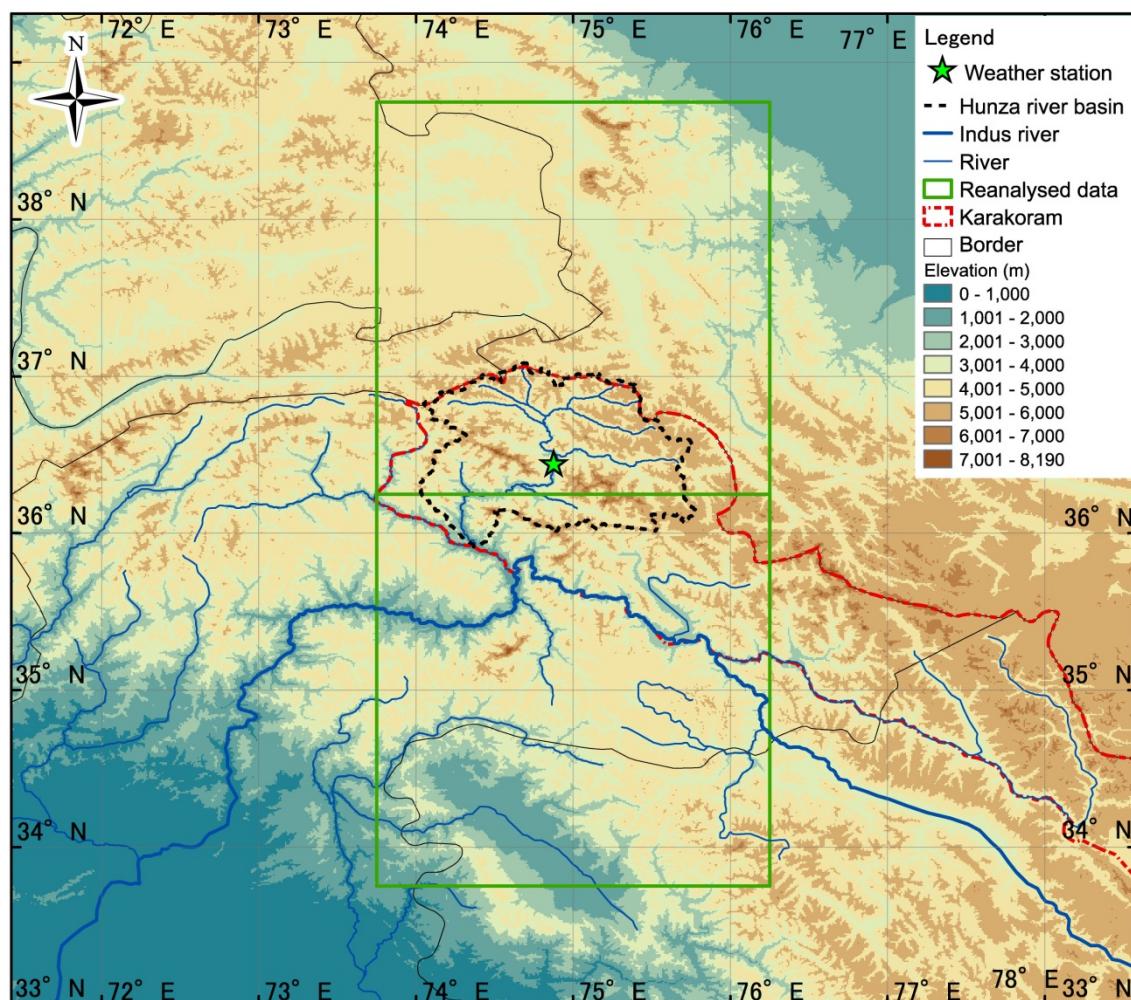 72° E 73° E 74° E 75° E 76° E 77° E
N
Legend
Weather station
Hunza river basin
Indus river
River
Reanalysed data
Karakoram
Border
Elevation (m)
0 - 1,000
1,001 - 2,000
2,001 - 3,000
3,001 - 4,000
4,001 - 5,000
5,001 - 6,000
6,001 - 7,000
7,001 - 8,190
38° N
37° N
36° N 36° N
35° N 35° N
34° N 34° N
33° N 72° E 73° E 74° E 75° E 76° E 77° E 78° E 33° N